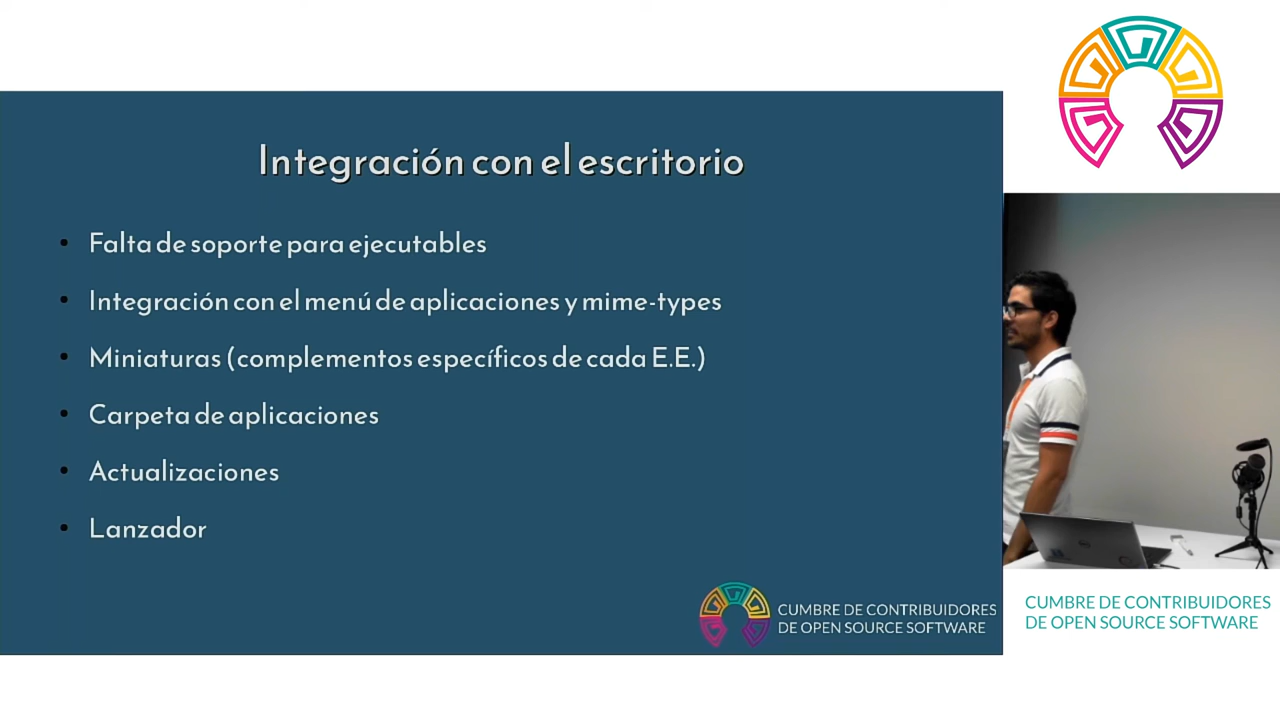 Integración con el escritorio
Falta de soporte para ejecutables
Integración con el menú de aplicaciones y mime-types
Miniaturas (complementos específicos de cada E.E.)
Carpeta de aplicaciones
Actualizaciones
Lanzador
CUMBRE DE CONTRIBUIDORES
DE OPEN SOURCE SOFTWARE
CUMBRE DE CONTRIBUIDORES
DE OPEN SOURCE SOFTWARE